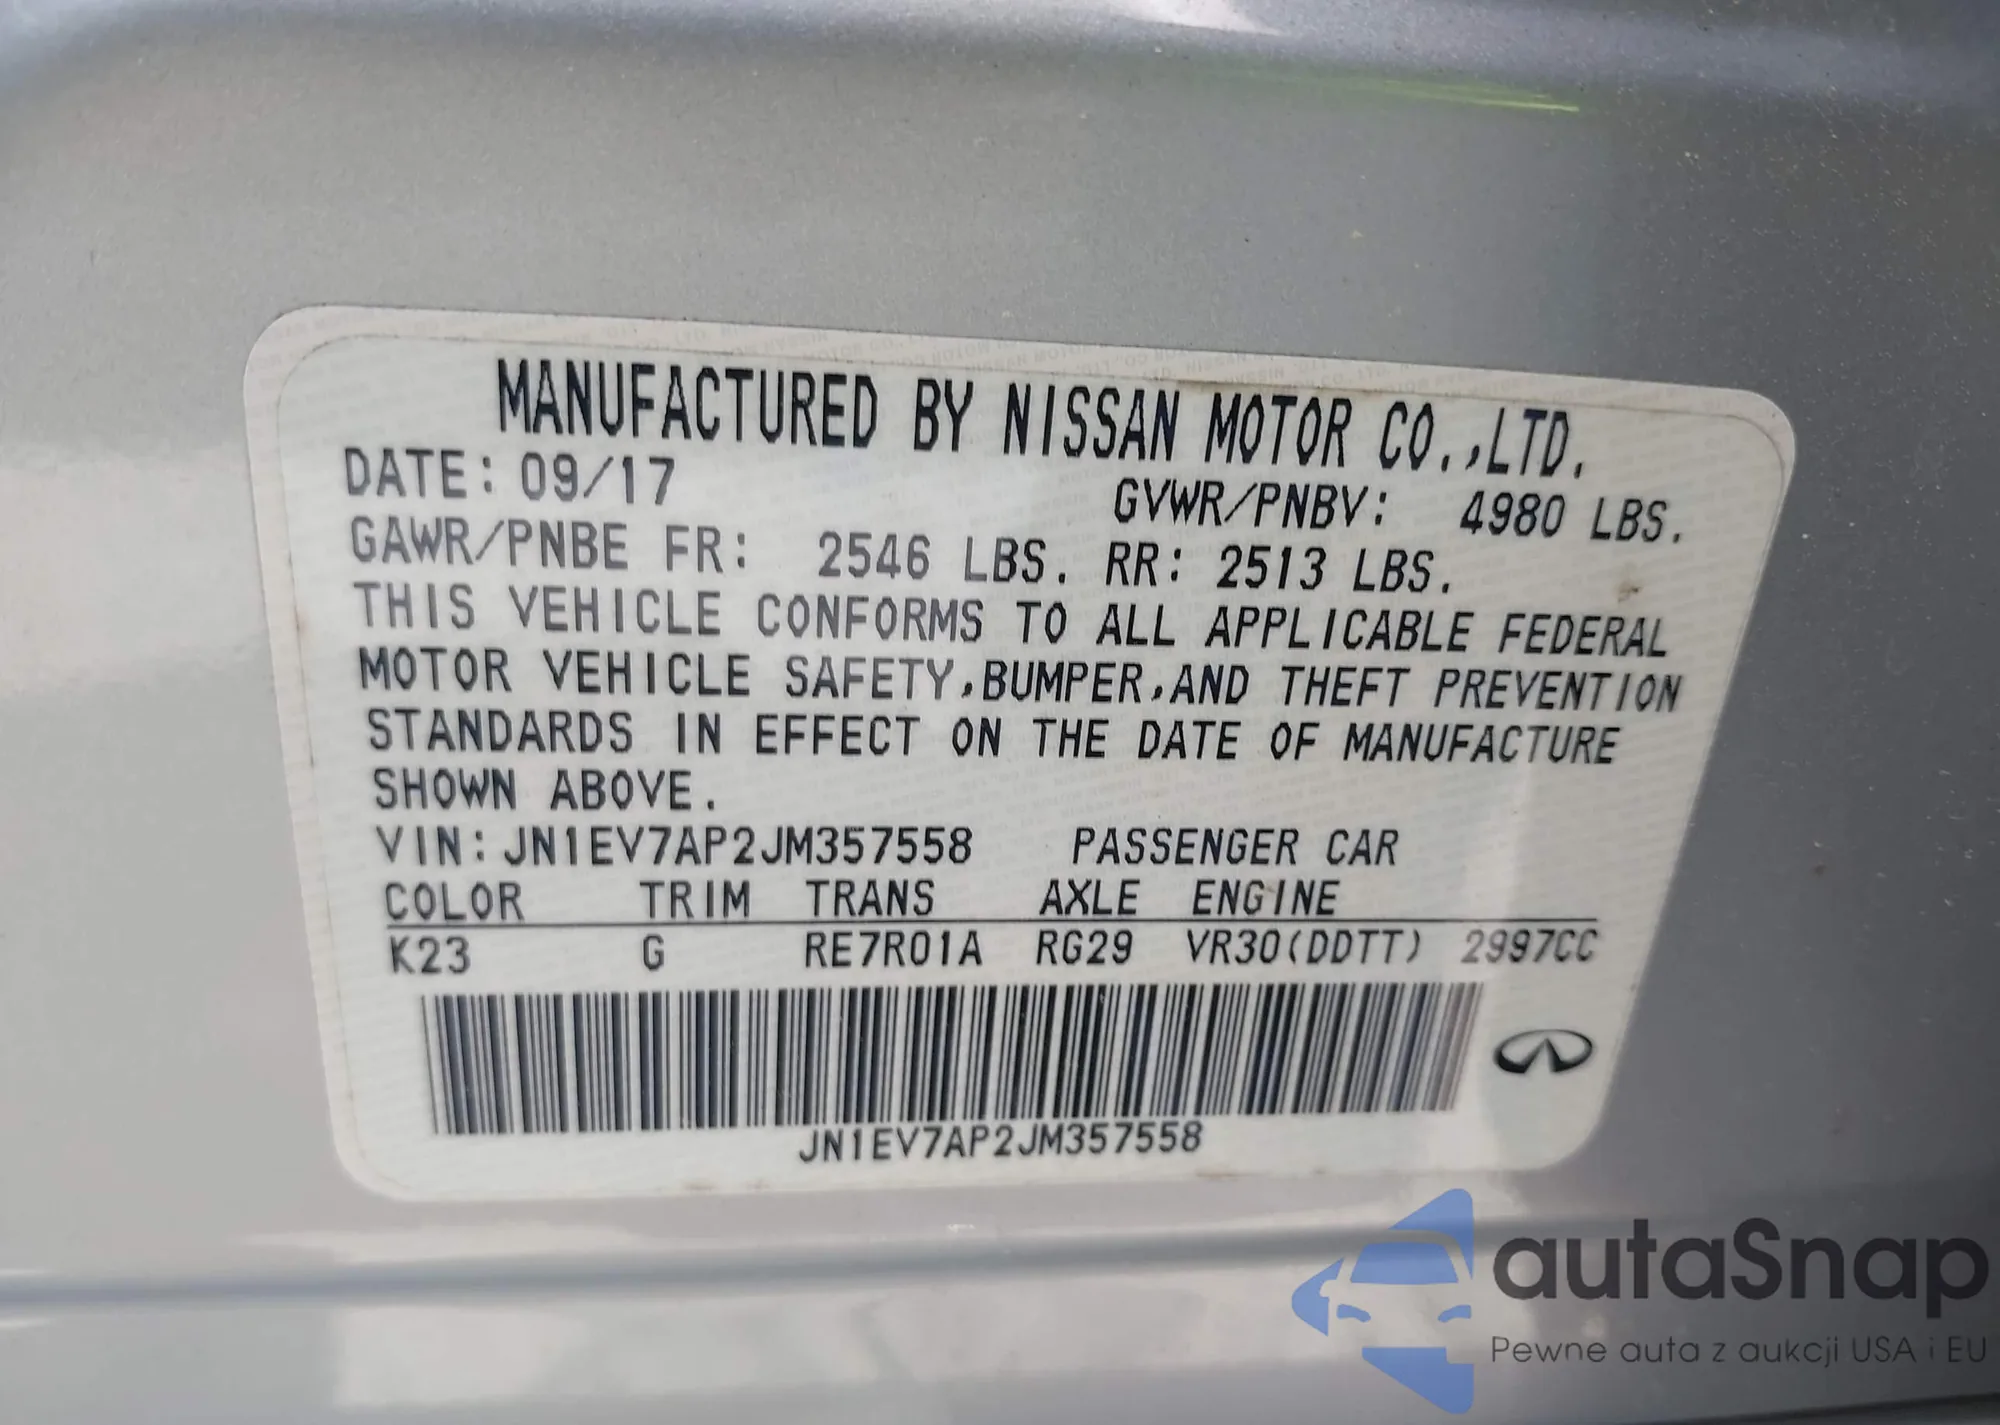 MANUFACTURED BY NISSAN MOTOR CO.,LTD.
DATE: 09/17 GVWR/PNBV: 4980 LBS.
GAWR/PNBE FR: 2546 LBS. RR: 2513 LBS.
THIS VEHICLE CONFORMS TO ALL APPLICABLE FEDERAL
MOTOR VEHICLE SAFETY,BUMPER,AND THEFT PREVENTION
STANDARDS IN EFFECT ON THE DATE OF MANUFACTURE
SHOWN ABOVE.
VIN:JN1EV7AP2JM357558 PASSENGER CAR
COLOR TRIM TRANS AXLE ENGINE
K23 G RE7R01A RG29 VR30(DDTT) 2997CC
JN1EV7AP2JM357558
autaSnap
Pewne auta z aukcji USA i EU